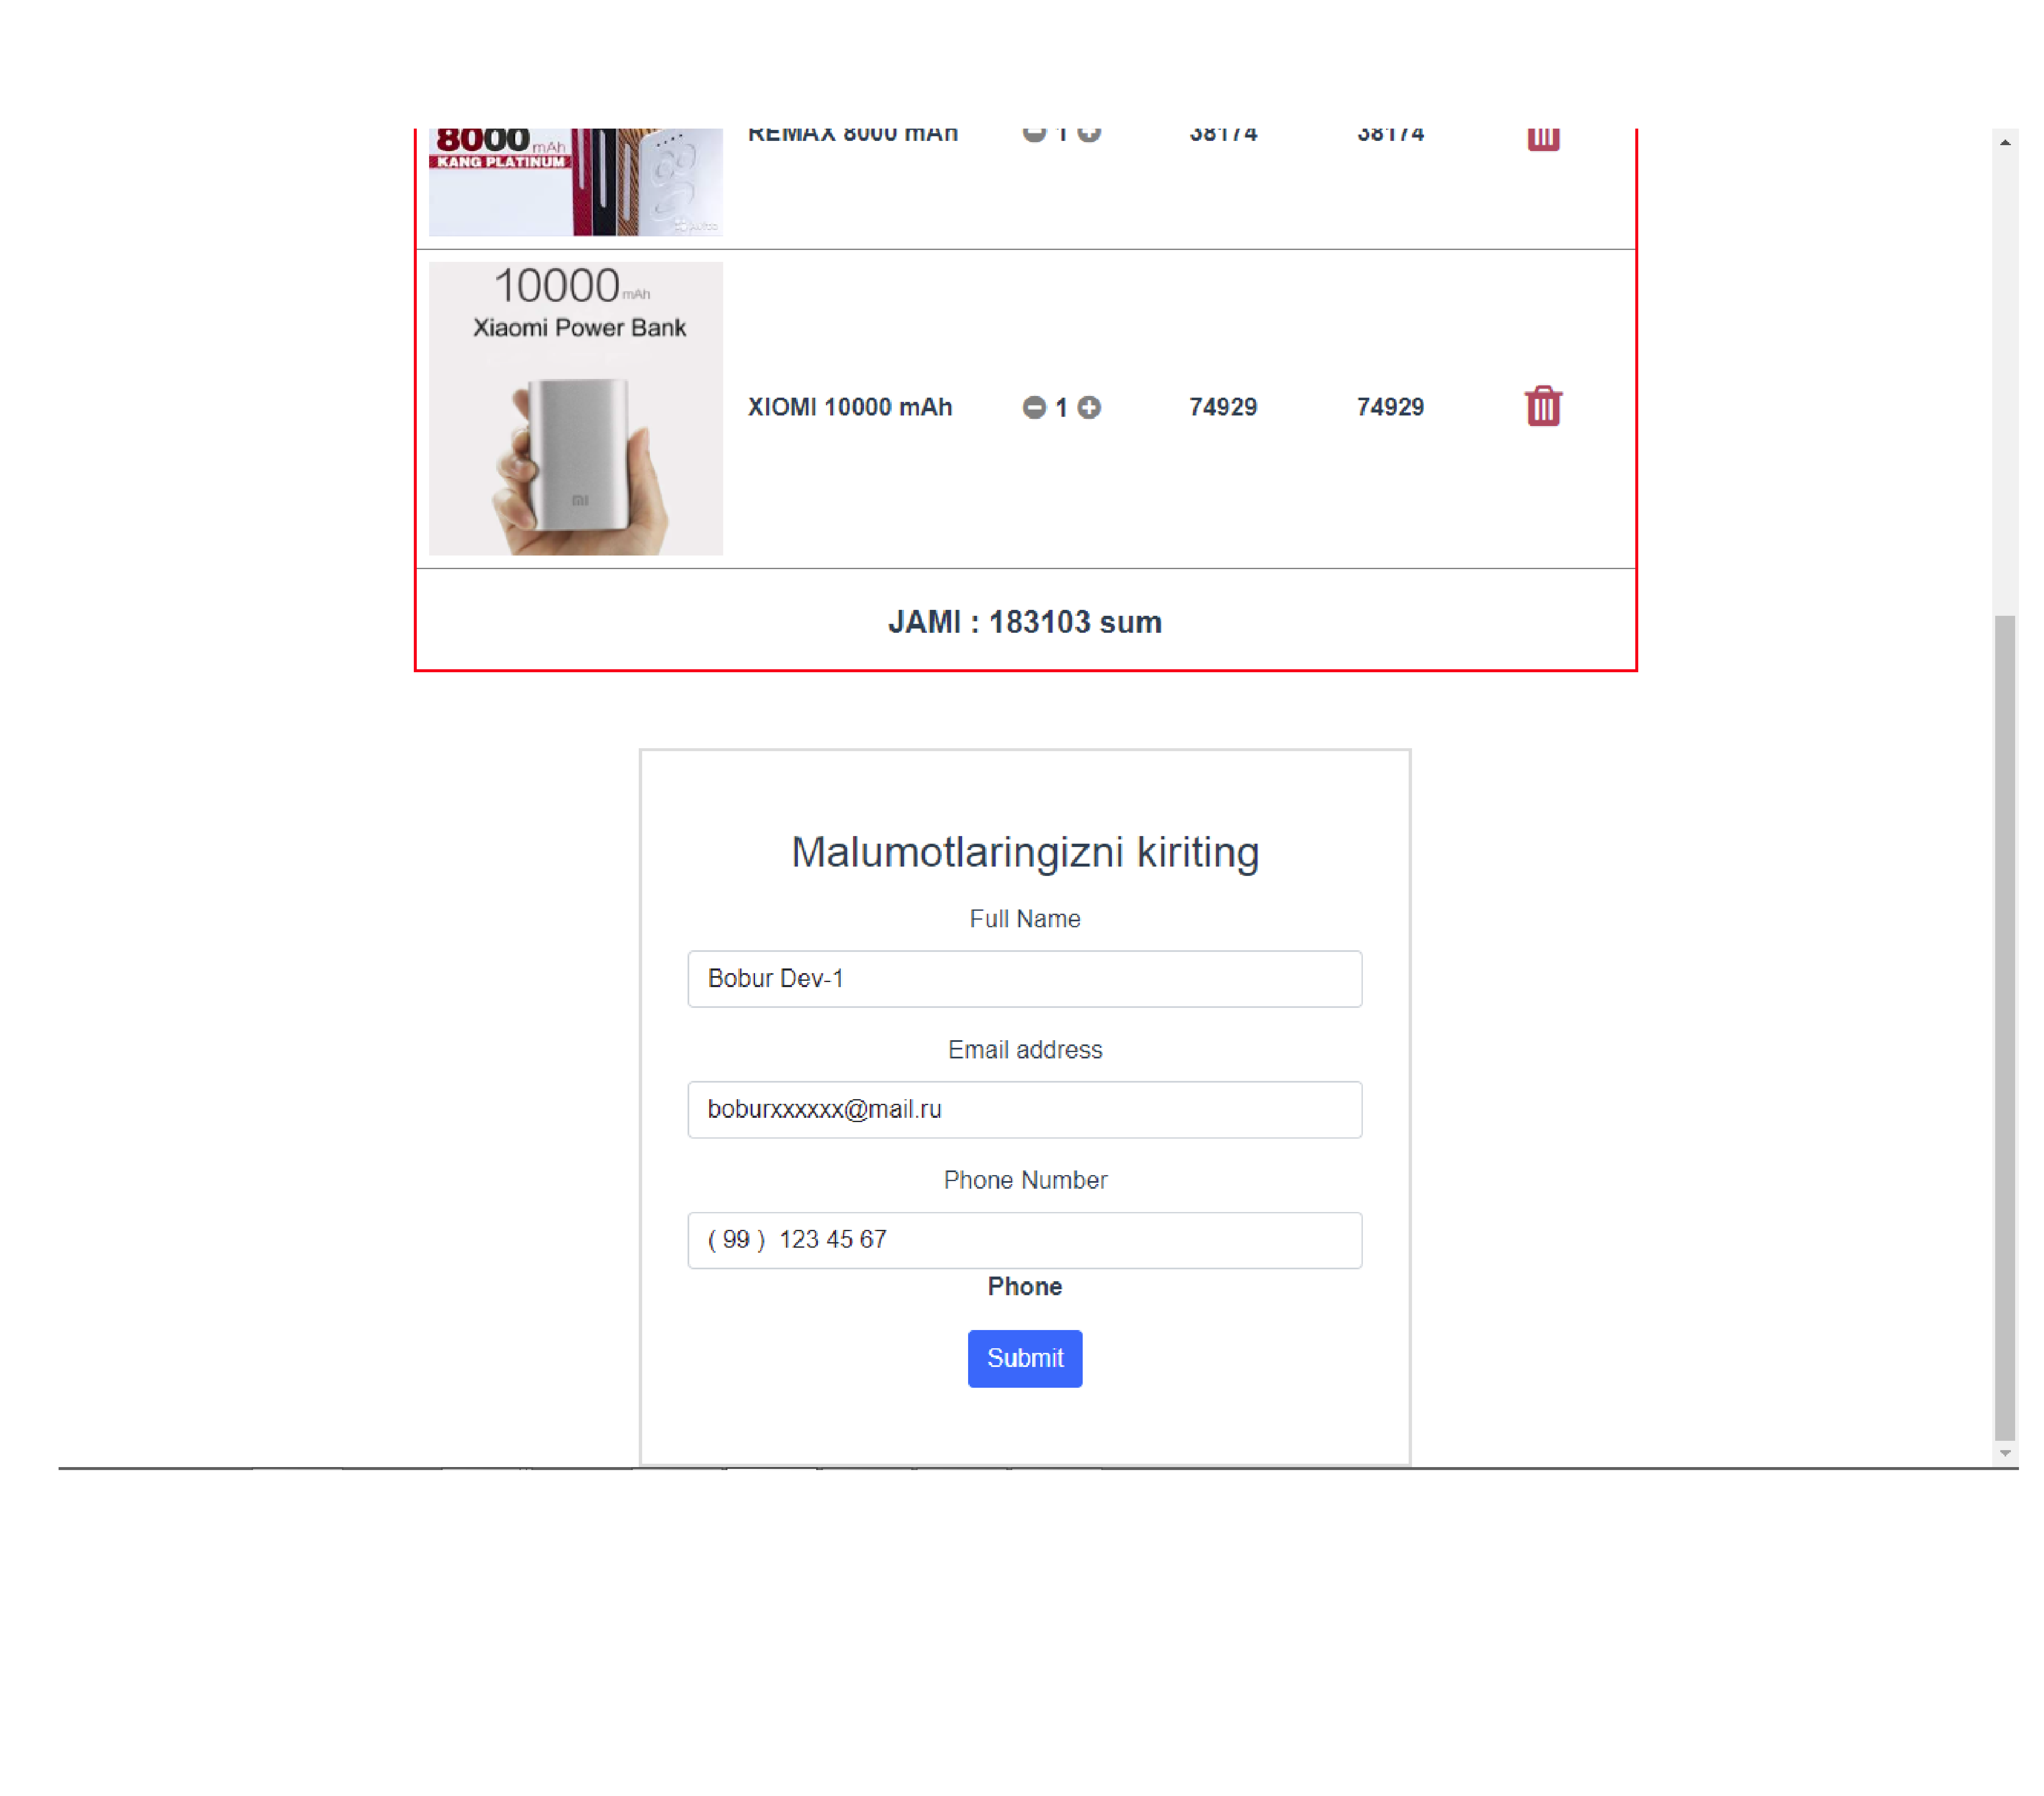 8000 mAh
KANG PLATINUM
REMAX 8000 mAh 1 38174 38174
10000 mAh
Xiaomi Power Bank
XIOMI 10000 mAh 1 74929 74929
JAMI : 183103 sum
Malumotlaringizni kiriting
Full Name
Bobur Dev-1
Email address
boburxxxxxx@mail.ru
Phone Number
( 99 ) 123 45 67
Phone
Submit